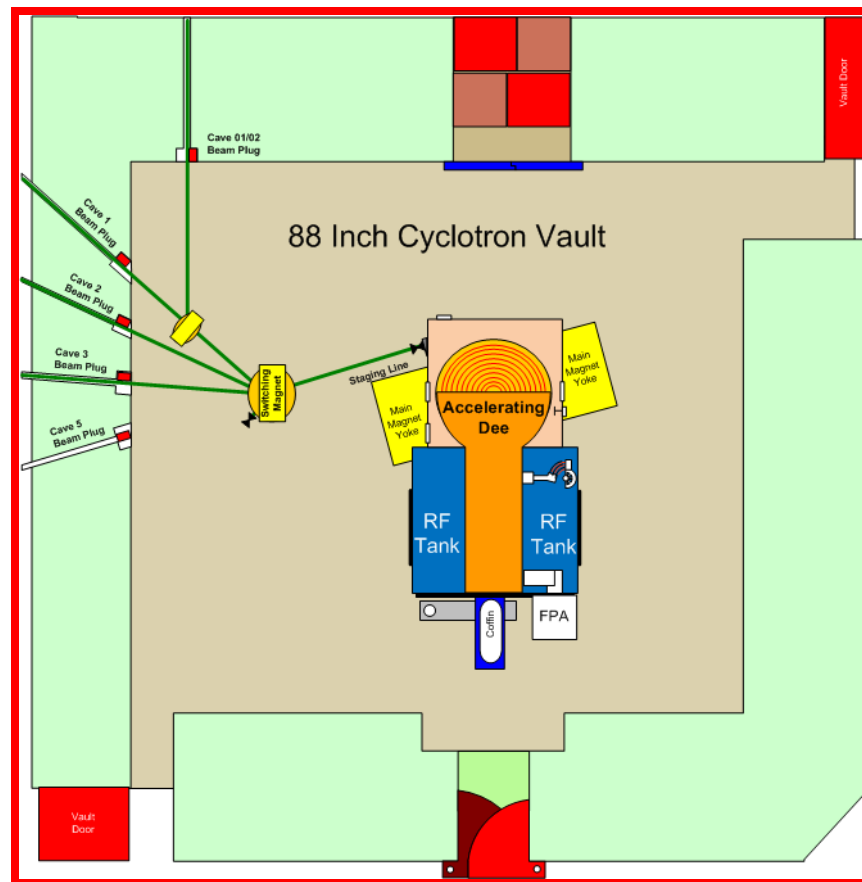 Vault Door
Cave 01/02
Beam Plug
Cave 1
Beam Plug
88 Inch Cyclotron Vault
Cave 2
Beam Plug
Cave 3
Beam Plug
Switching
Magnet
Staging Line
Main
Magnet
Yoke
Main
Magnet
Yoke
Accelerating
Dee
Cave 5
Beam Plug
RF
Tank
RF
Tank
Coffin
FPA
Vault
Door